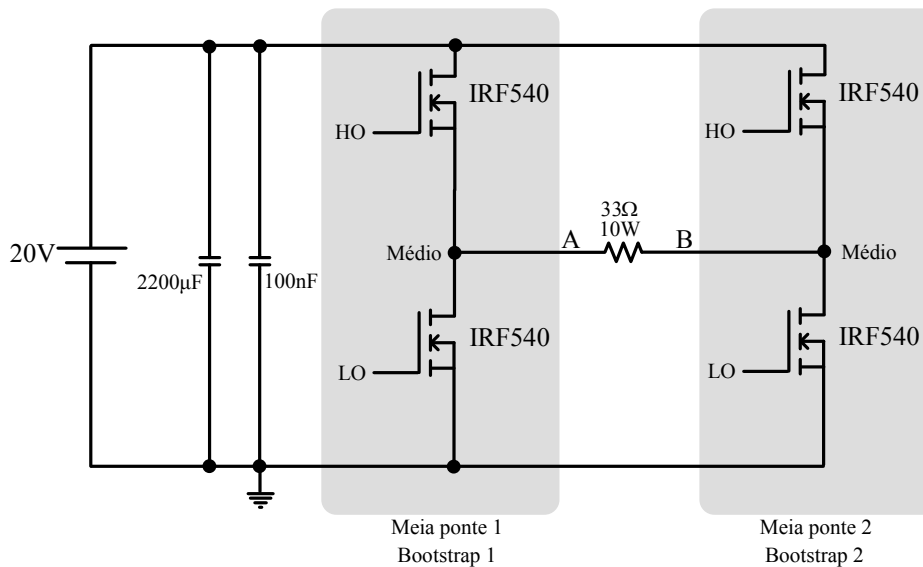 IRF540
IRF540
HO
HO
33Ω
10W
A
B
20V
Médio
Médio
2200µF
100nF
IRF540
IRF540
LO
LO
Meia ponte 1
Bootstrap 1
Meia ponte 2
Bootstrap 2